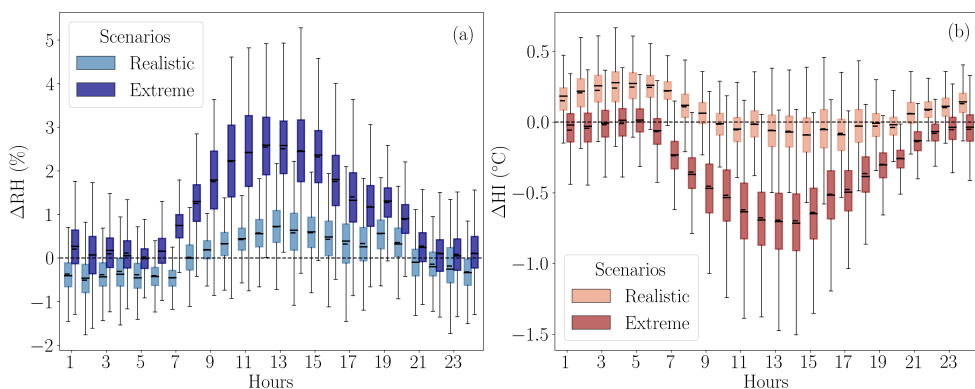 (a)
Scenarios
Realistic
Extreme
ΔRH (%)
5
4
3
2
1
0
−1
−2
1 3 5 7 9 11 13 15 17 19 21 23
Hours
(b)
ΔHI (°C)
0.5
0.0
−0.5
−1.0
−1.5
Scenarios
Realistic
Extreme
1 3 5 7 9 11 13 15 17 19 21 23
Hours